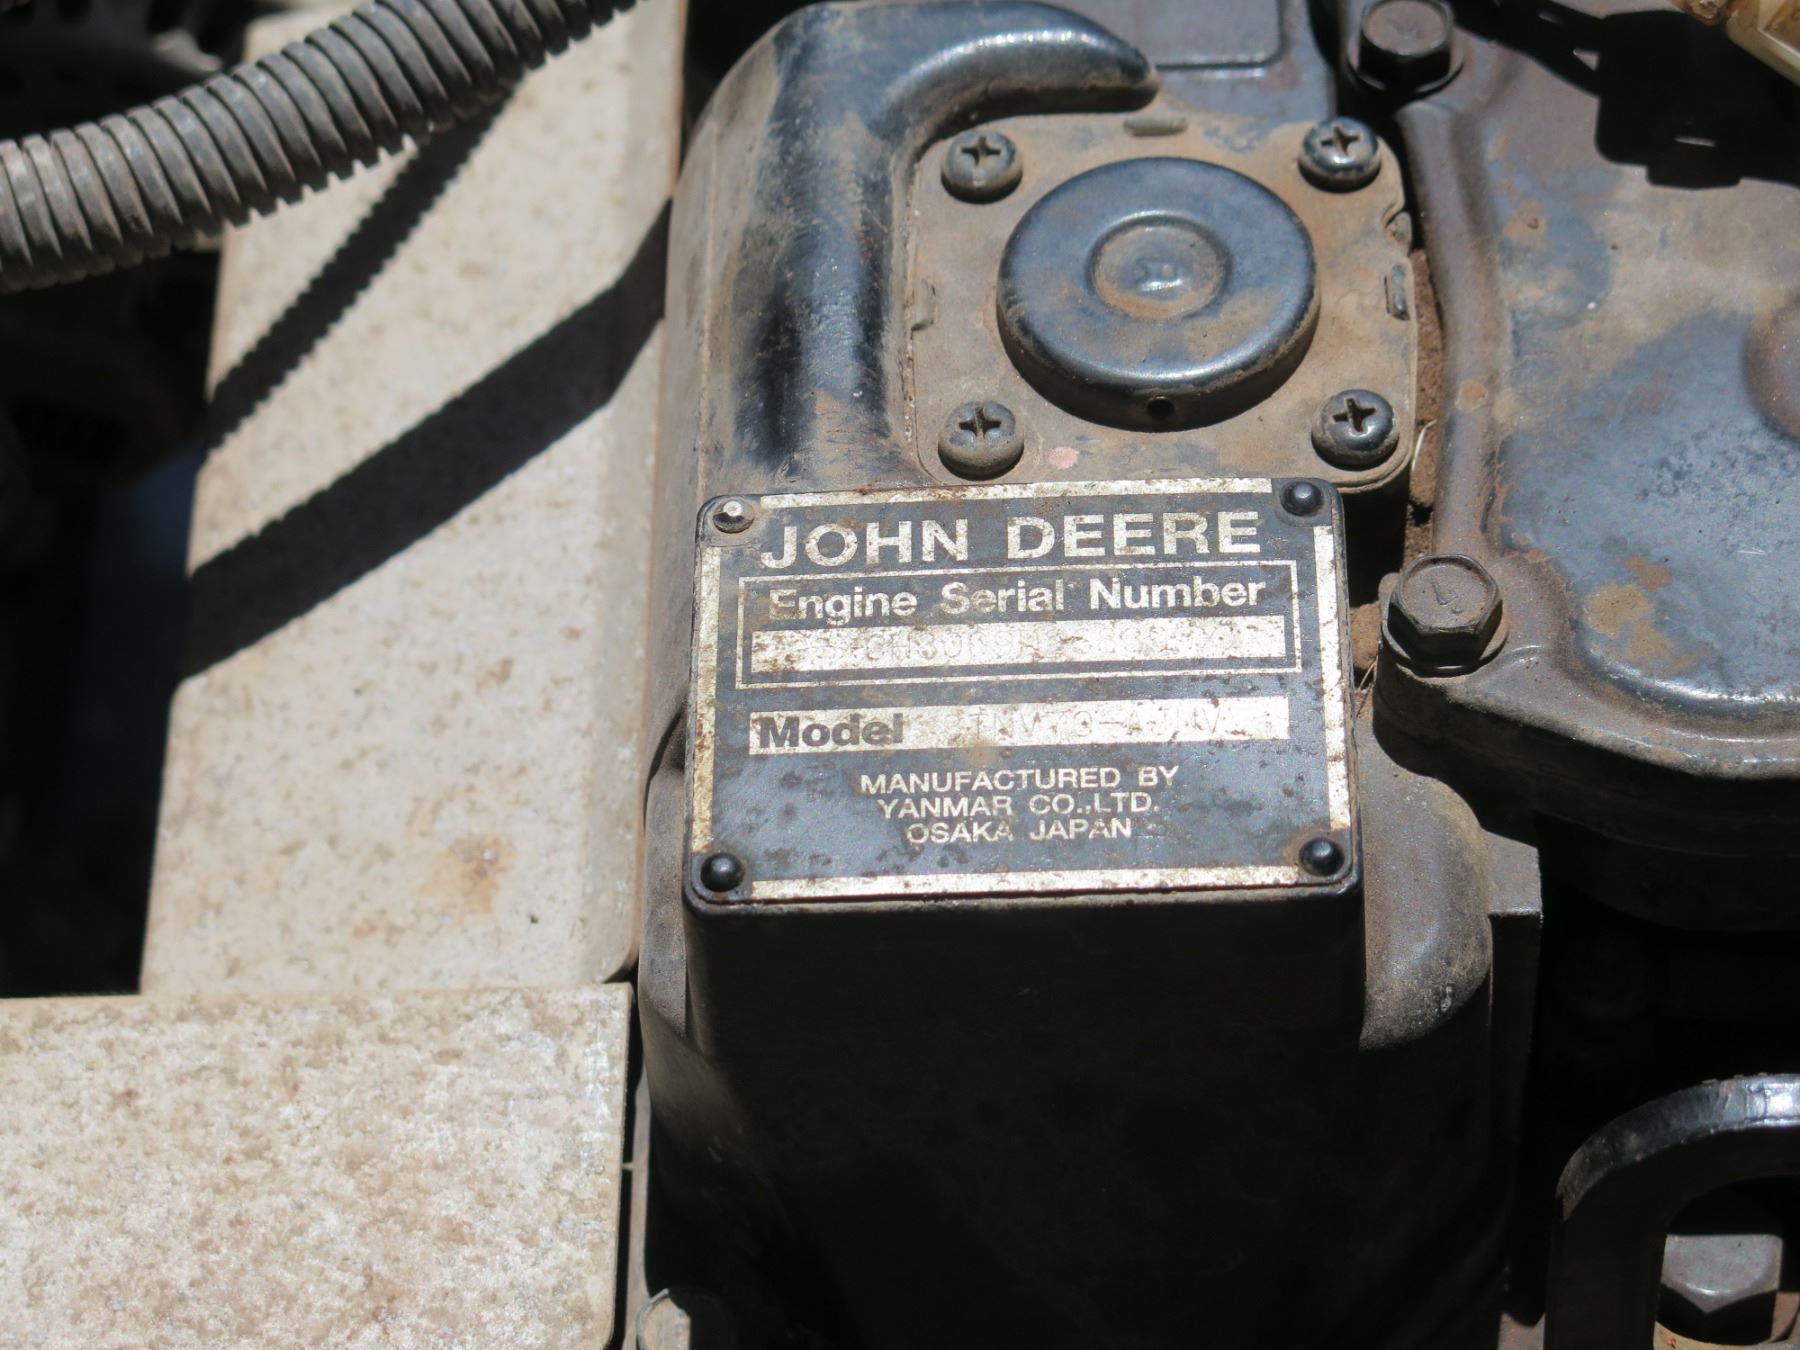 JOHN DEERE
Engine Serial Number
Model
MANUFACTURED BY
YANMAR CO.,LTD.
OSAKA JAPAN